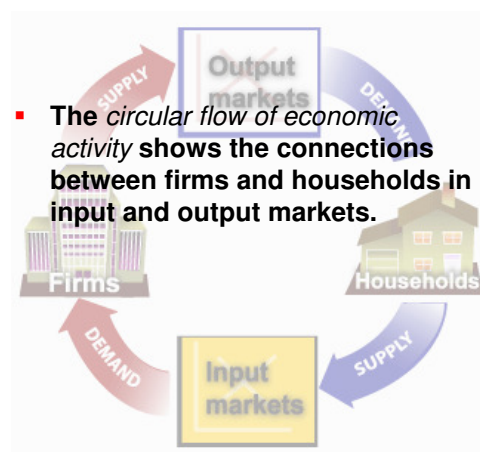 SUPPLY
Output
markets
DEMAND
▪ The circular flow of economic
activity shows the connections
between firms and households in
input and output markets.
Firms
Households
DEMAND
Input
markets
SUPPLY